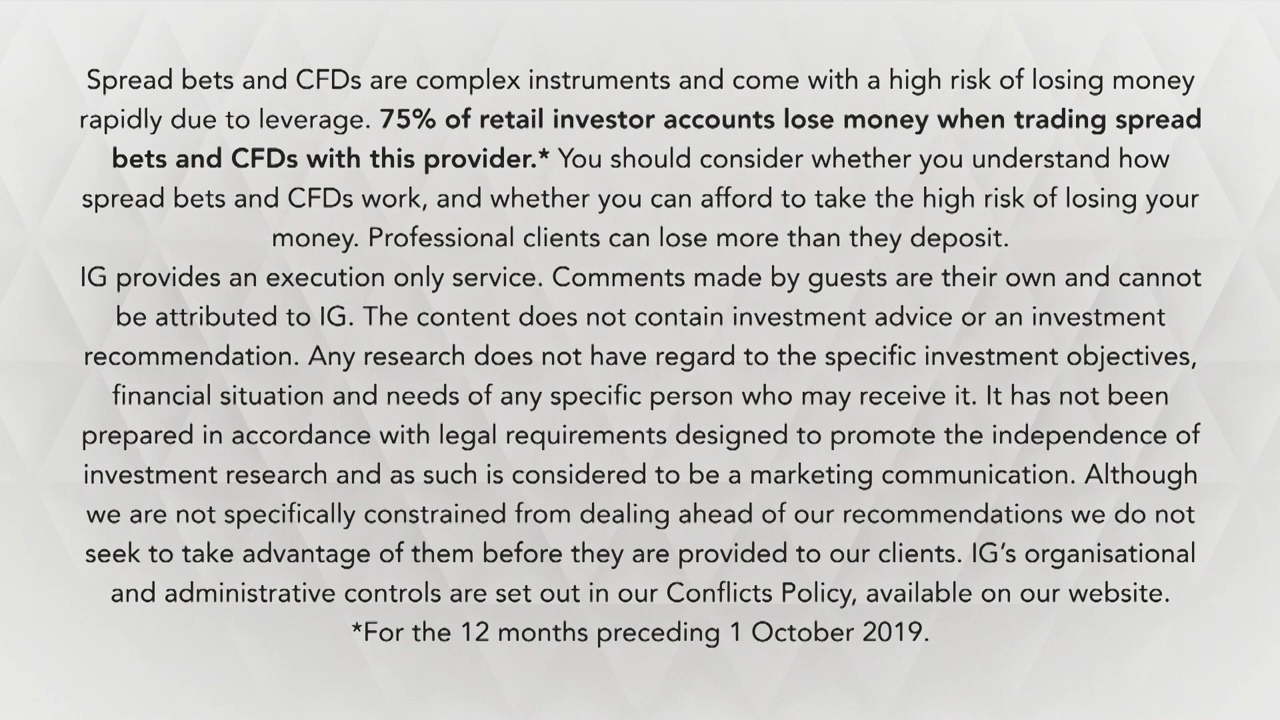 Spread bets and CFDs are complex instruments and come with a high risk of losing money
rapidly due to leverage. 75% of retail investor accounts lose money when trading spread
bets and CFDs with this provider.* You should consider whether you understand how
spread bets and CFDs work, and whether you can afford to take the high risk of losing your
money. Professional clients can lose more than they deposit.
IG provides an execution only service. Comments made by guests are their own and cannot
be attributed to IG. The content does not contain investment advice or an investment
recommendation. Any research does not have regard to the specific investment objectives,
financial situation and needs of any specific person who may receive it. It has not been
prepared in accordance with legal requirements designed to promote the independence of
investment research and as such is considered to be a marketing communication. Although
we are not specifically constrained from dealing ahead of our recommendations we do not
seek to take advantage of them before they are provided to our clients. IG’s organisational
and administrative controls are set out in our Conflicts Policy, available on our website.
*For the 12 months preceding 1 October 2019.